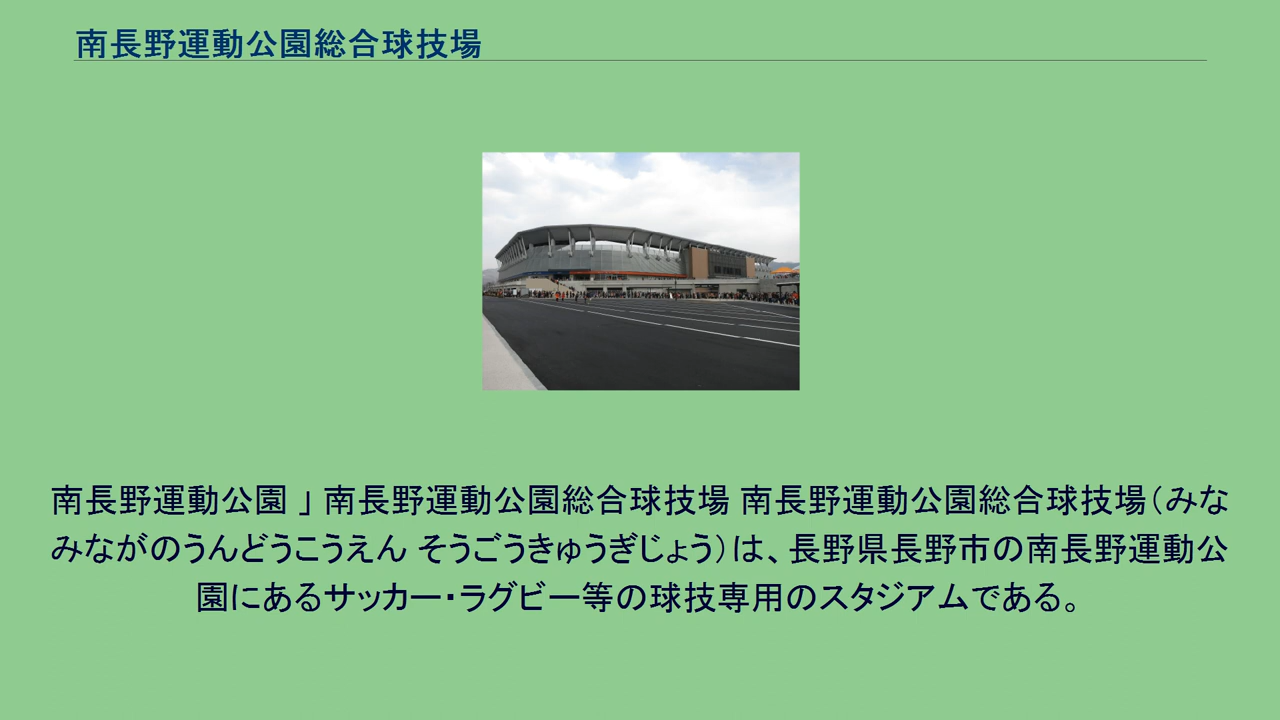 南長野運動公園総合球技場
南長野運動公園 」 南長野運動公園総合球技場 南長野運動公園総合球技場（みな
みながのうんどうこうえん そうごうきゅうぎじょう）は、長野県長野市の南長野運動公
園にあるサッカー・ラグビー等の球技専用のスタジアムである。